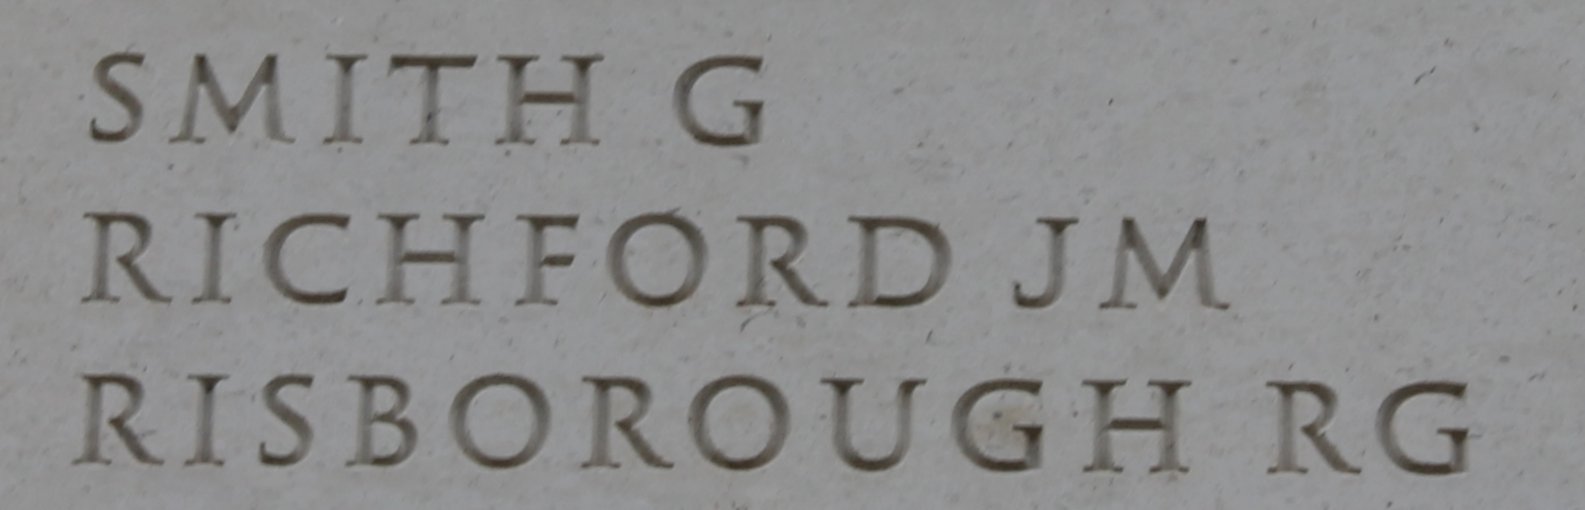 SMITH G
RICHFORD JM
RISBOROUGH RG